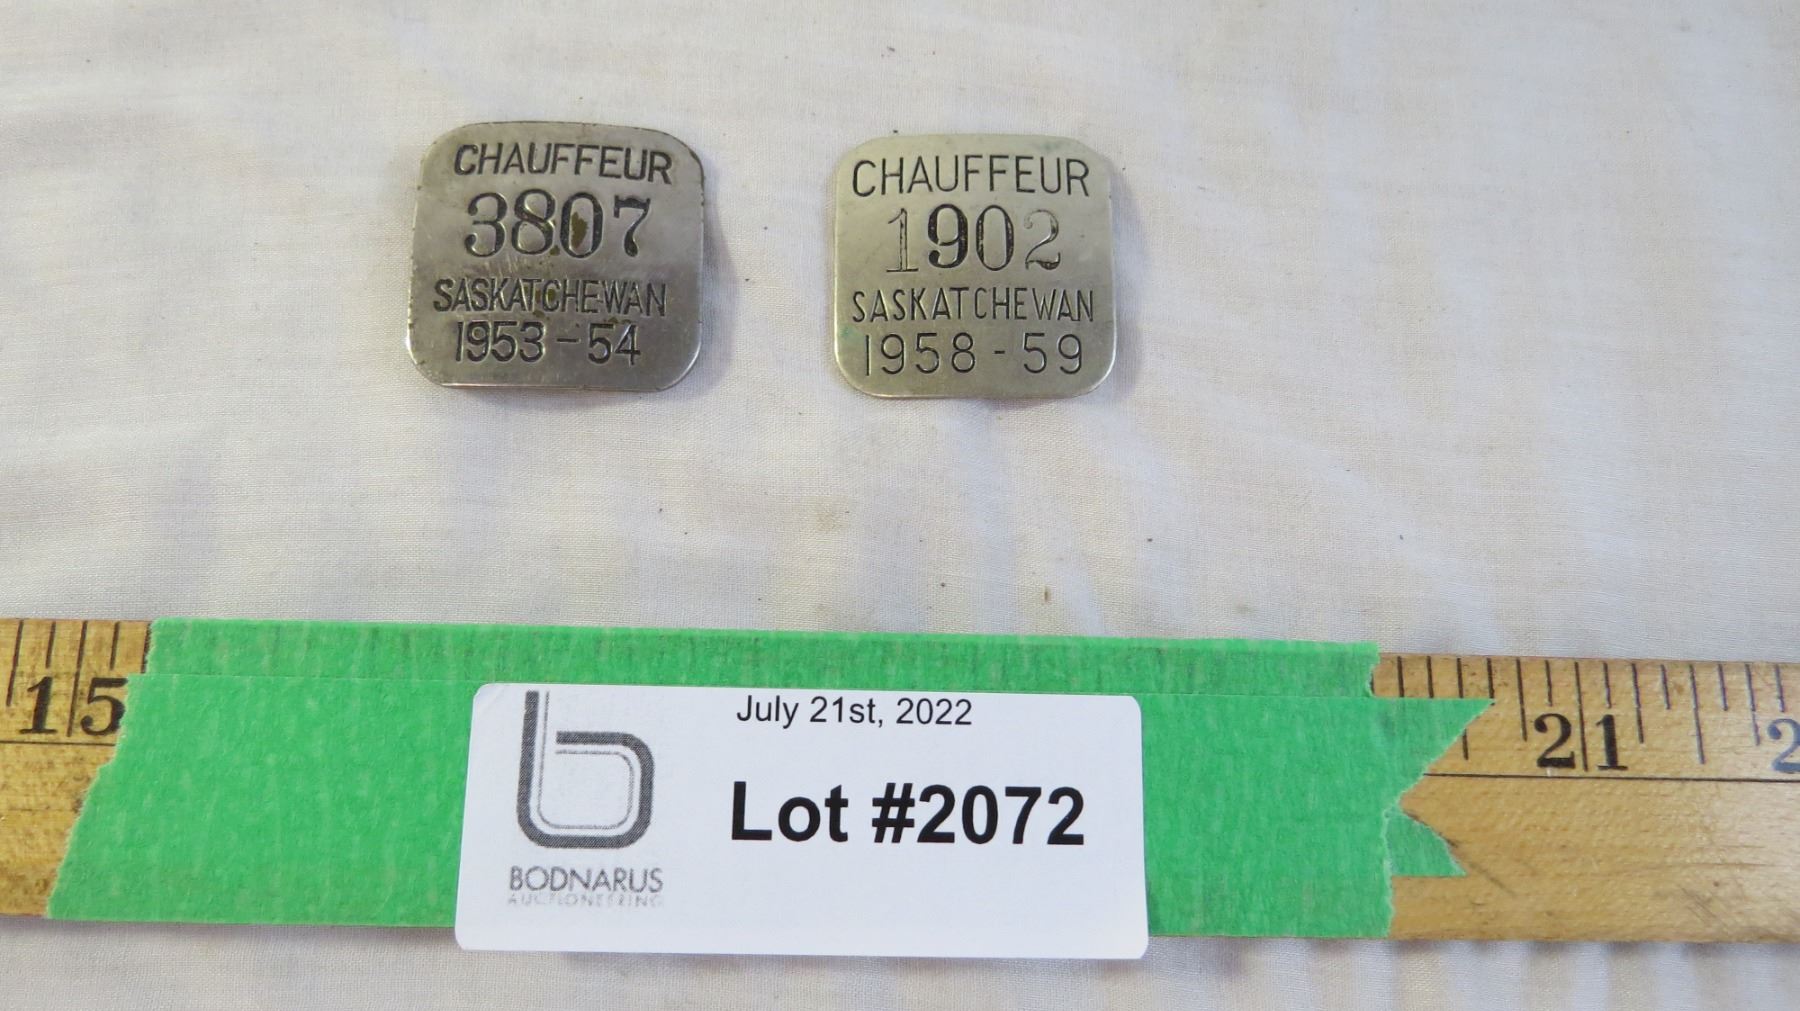 CHAUFFEUR
3807
SASKATCHEWAN
1953 - 54
CHAUFFEUR
1902
SASKATCHEWAN
1958 - 59
15
21
2
July 21st, 2022
Lot #2072
b
BODNARUS
AUCTIONEERING